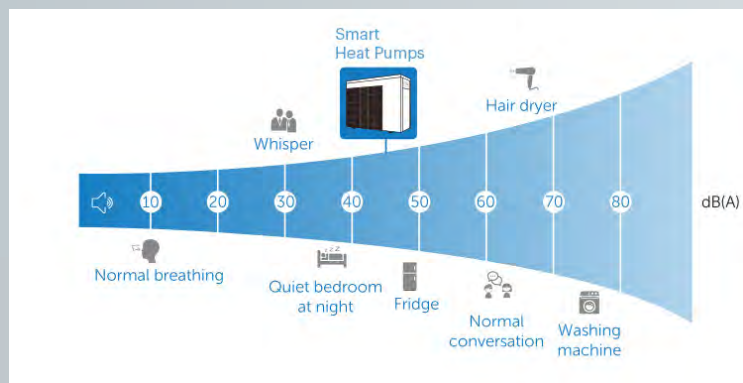 Smart
Heat Pumps
Hair dryer
Whisper
10 20 30 40 50 60 70 80 dB(A)
Normal breathing
Quiet bedroom
at night
Fridge
Normal
conversation
Washing
machine